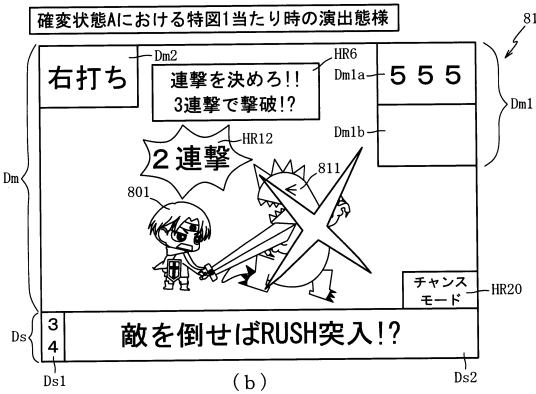 確変状態Aにおける特図1当たり時の演出態様
81
Dm2
HR6
右打ち
連撃を決めろ!!
3連撃で撃破!?
Dm1a
555
Dm1
Dm1b
Dm
HR12
2連撃
801
811
チャンス
モード
HR20
Ds
3
4
敵を倒せばRUSH突入!?
Ds1
(b)
Ds2